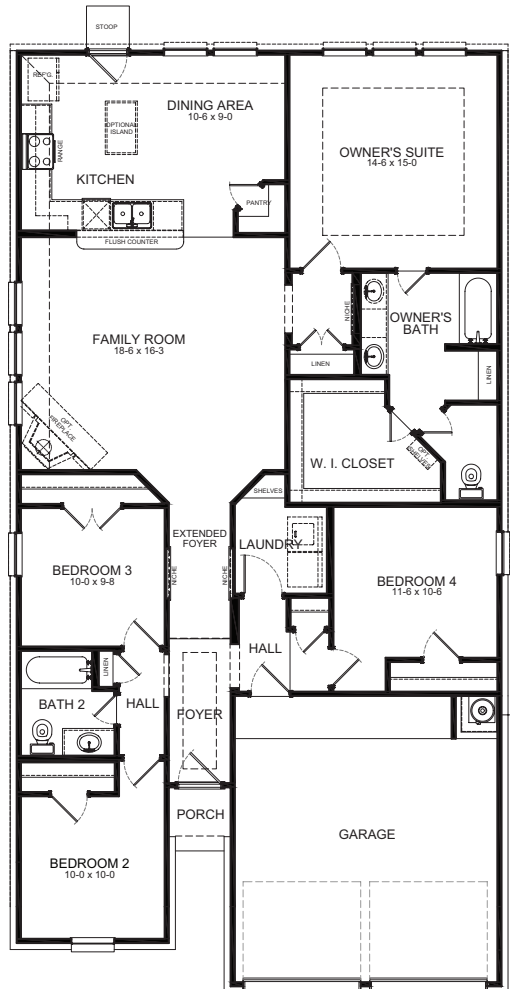 STOOP
REF'G.
DINING AREA
10-6 x 9-0
OPTIONAL
ISLAND
RANGE
OWNER'S SUITE
14-6 x 15-0
KITCHEN
PANTRY
FLUSH COUNTER
NICHE
OWNER'S
BATH
FAMILY ROOM
18-6 x 16-3
LINEN
LINEN
OPT.
FIREPLACE
OPT.
SHELVES
W. I. CLOSET
SHELVES
EXTENDED
FOYER
LAUNDRY
BEDROOM 3
10-0 x 9-8
NICHE
NICHE
BEDROOM 4
11-6 x 10-6
HALL
LINEN
BATH 2
HALL
FOYER
PORCH
GARAGE
BEDROOM 2
10-0 x 10-0